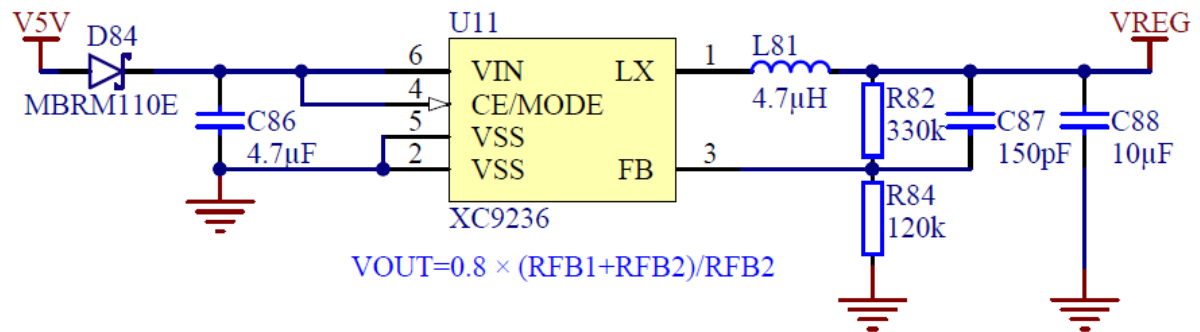 V5V
D84
MBRM110E
C86
4.7µF
U11
6
VIN
LX
1
4
CE/MODE
5
VSS
2
VSS
FB
3
XC9236
L81
4.7µH
VREG
R82
330k
C87
150pF
C88
10µF
R84
120k
VOUT=0.8 × (RFB1+RFB2)/RFB2